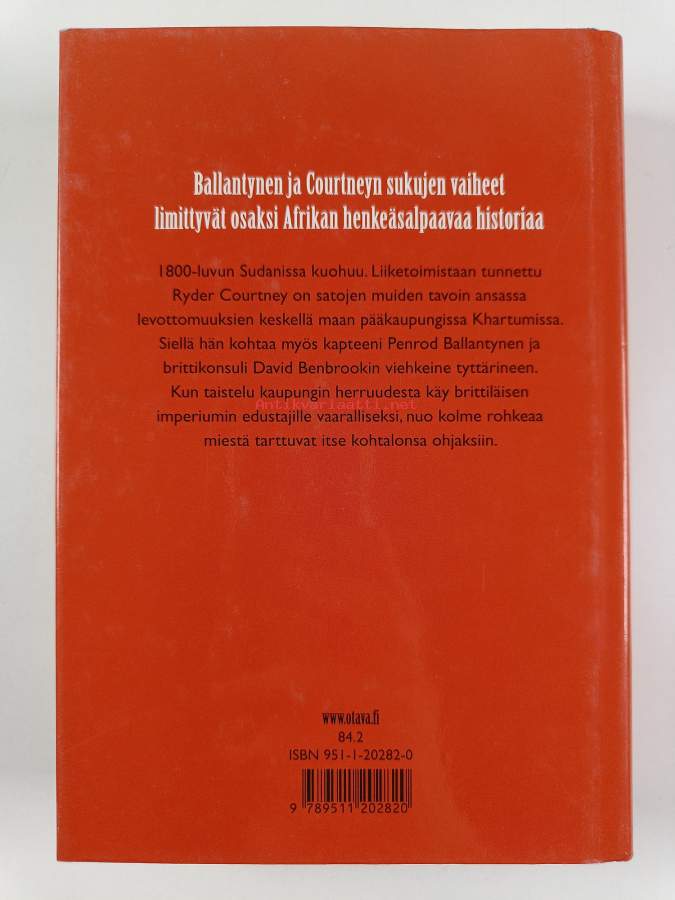 Ballantynen ja Courtneyn sukujen vaiheet
limittyvät osaksi Afrikan henkeäsalpaavaa historiaa
1800-luvun Sudanissa kuohuu. Liiketoimistaan tunnettu
Ryder Courtney on satojen muiden tavoin ansassa
levottomuuksien keskellä maan pääkaupungissa Khartumissa.
Siellä hän kohtaa myös kapteeni Penrod Ballantynen ja
brittikonsuli David Benbrookin viehkeine tyttärineen.
Kun taistelu kaupungin herruudesta käy brittiläisen
Antikvariaatti.net
imperiumin edustajille vaaralliseksi, nuo kolme rohkeaa
miestä tarttuvat itse kohtalonsa ohjaksiin.
www.otava.fi
84.2
ISBN 951-1-20282-0
9 789511 202820